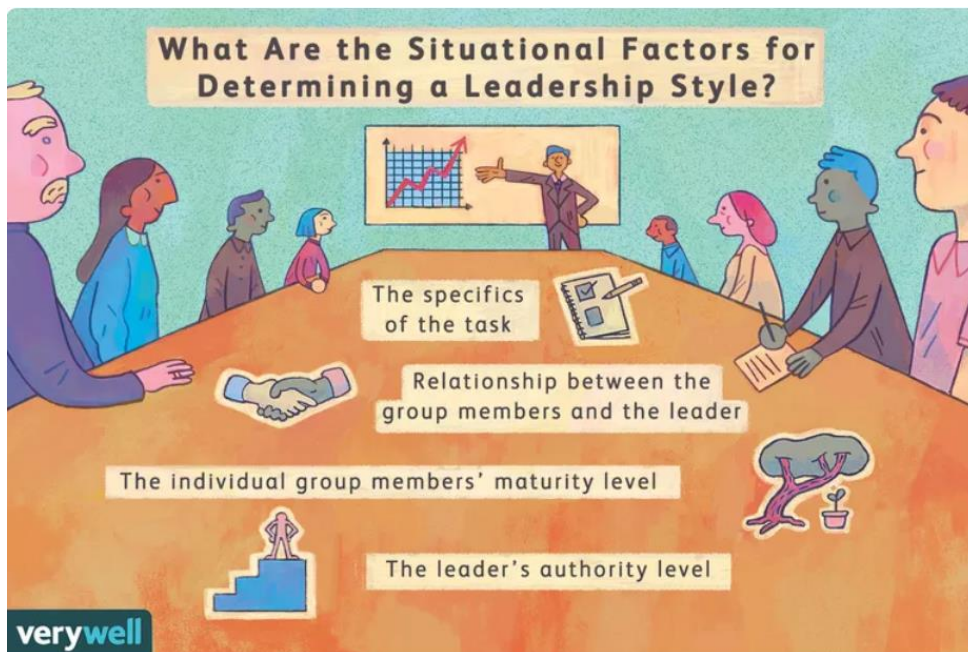 What Are the Situational Factors for
Determining a Leadership Style?
The specifics
of the task
Relationship between the
group members and the leader
The individual group members’ maturity level
The leader’s authority level
verywell